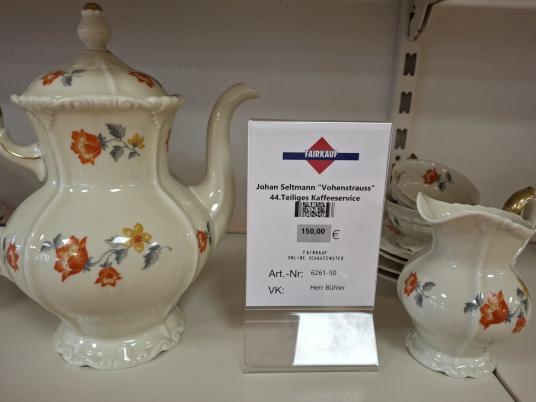 FAIRKAUF
Johan Seltmann "Vohenstrauss"
44.Teiliges Kaffeeservice
150,00 €
FAIRKAUF
ONLINE SCHAUFENSTER
Art.-Nr: 6261-50
VK: Herr Bühler